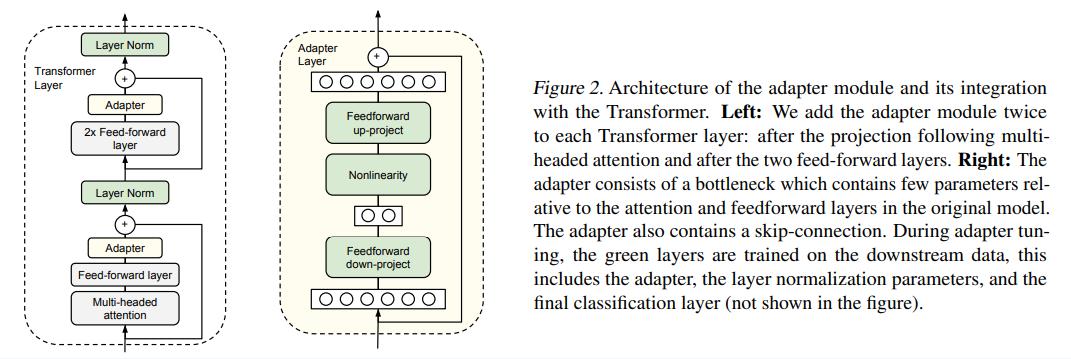 Layer Norm
Transformer
Layer
+
Adapter
2x Feed-forward
layer
Layer Norm
+
Adapter
Feed-forward layer
Multi-headed
attention
Adapter
Layer
+
Feedforward
up-project
Nonlinearity
Feedforward
down-project
Figure 2. Architecture of the adapter module and its integration
with the Transformer. Left: We add the adapter module twice
to each Transformer layer: after the projection following multi-
headed attention and after the two feed-forward layers. Right: The
adapter consists of a bottleneck which contains few parameters rel-
ative to the attention and feedforward layers in the original model.
The adapter also contains a skip-connection. During adapter tun-
ing, the green layers are trained on the downstream data, this
includes the adapter, the layer normalization parameters, and the
final classification layer (not shown in the figure).